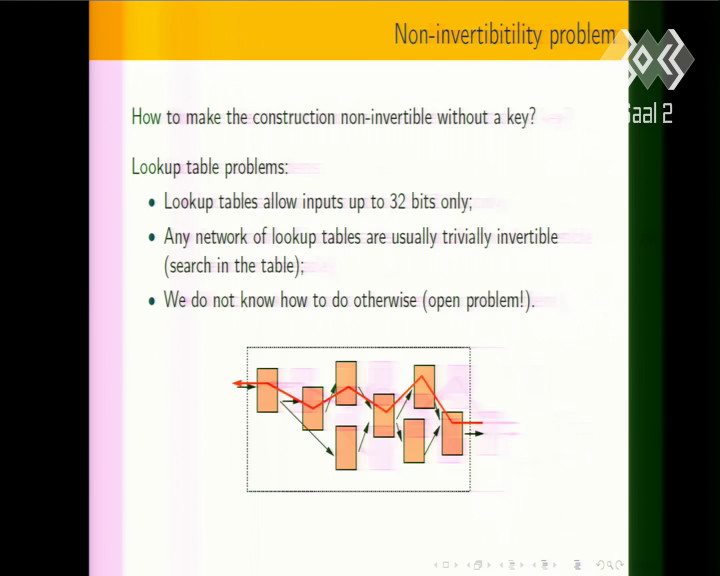 Non-invertibitility problem
Saal 2
How to make the construction non-invertible without a key?
Lookup table problems:
• Lookup tables allow inputs up to 32 bits only;
• Any network of lookup tables are usually trivially invertible
(search in the table);
• We do not know how to do otherwise (open problem!).